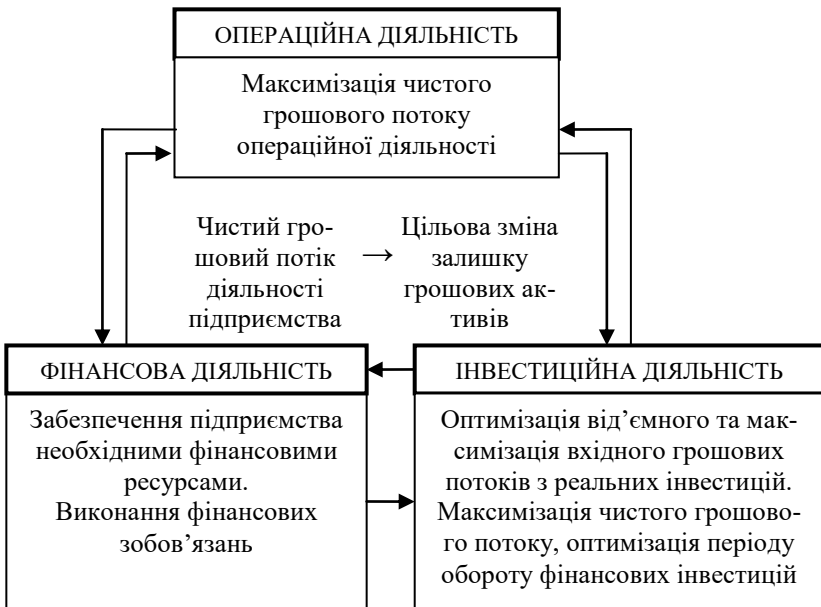 ОПЕРАЦІЙНА ДІЯЛЬНІСТЬ
Максимізація чистого
грошового потоку
операційної діяльності
Чистий гро-
шовий потік
діяльності
підприємства
→
Цільова зміна
залишку
грошових ак-
тивів
ФІНАНСОВА ДІЯЛЬНІСТЬ
Забезпечення підприємства
необхідними фінансовими
ресурсами.
Виконання фінансових
зобов’язань
ІНВЕСТИЦІЙНА ДІЯЛЬНІСТЬ
Оптимізація від’ємного та мак-
симізація вхідного грошових
потоків з реальних інвестицій.
Максимізація чистого грошово-
го потоку, оптимізація періоду
обороту фінансових інвестицій